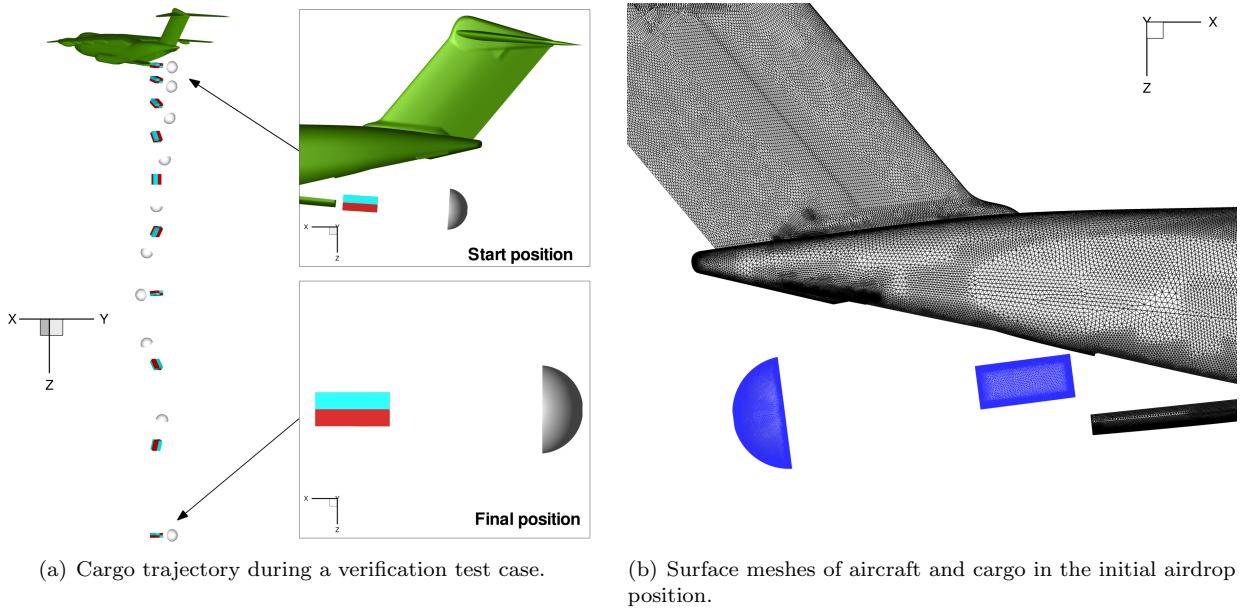 X
Y
Z
X
Y
Z
Start position
X
Y
Z
Final position
Y
X
Z
(a) Cargo trajectory during a verification test case.
(b) Surface meshes of aircraft and cargo in the initial airdrop
position.